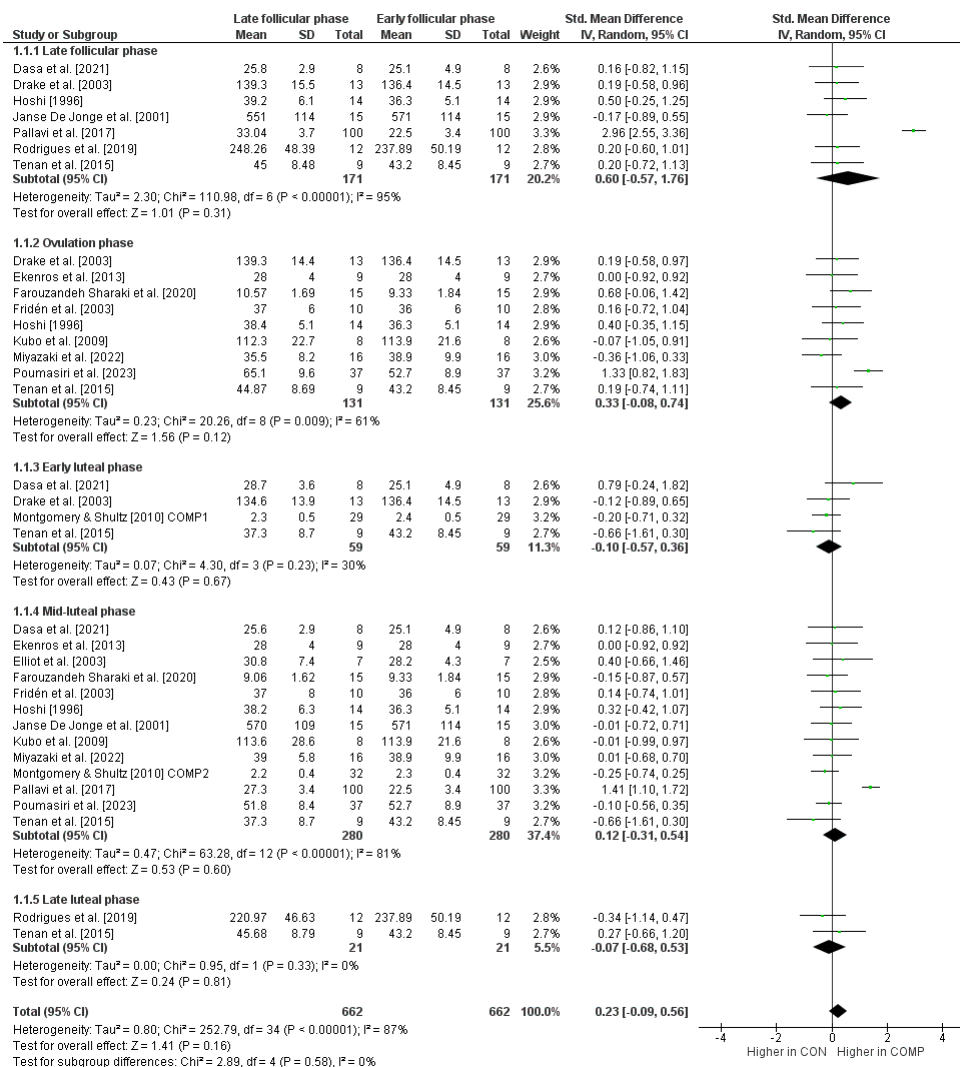 Late follicular phase Early follicular phase Std. Mean Difference Std. Mean Difference
Study or Subgroup Mean SD Total Mean SD Total Weight IV, Random, 95% CI IV, Random, 95% CI
1.1.1 Late follicular phase
Dasa et al. [2021] 25.8 2.9 8 25.1 4.9 8 2.6% 0.16 [-0.82, 1.15]
Drake et al. [2003] 139.3 15.5 13 136.4 14.5 13 2.9% 0.19 [-0.58, 0.96]
Hoshi [1996] 39.2 6.1 14 36.3 5.1 14 2.9% 0.50 [-0.25, 1.25]
Janse De Jonge et al. [2001] 551 114 15 571 114 15 2.9% -0.17 [-0.89, 0.55]
Pallavi et al. [2017] 33.04 3.7 100 22.5 3.4 100 3.3% 2.96 [2.55, 3.36]
Rodrigues et al. [2019] 248.26 48.39 12 237.89 50.19 12 2.8% 0.20 [-0.60, 1.01]
Tenan et al. [2015] 45 8.48 9 43.2 8.45 9 2.7% 0.20 [-0.72, 1.13]
Subtotal (95% CI) 171 171 20.2% 0.60 [-0.57, 1.76]
Heterogeneity: Tau² = 2.30; Chi² = 110.98, df = 6 (P < 0.00001); I² = 95%
Test for overall effect: Z = 1.01 (P = 0.31)
1.1.2 Ovulation phase
Drake et al. [2003] 139.3 14.4 13 136.4 14.5 13 2.9% 0.19 [-0.58, 0.97]
Ekenros et al. [2013] 28 4 9 28 4 9 2.7% 0.00 [-0.92, 0.92]
Farouzandeh Sharaki et al. [2020] 10.57 1.69 15 9.33 1.84 15 2.9% 0.68 [-0.06, 1.42]
Fridén et al. [2003] 37 6 10 36 6 10 2.7% 0.16 [-0.72, 1.04]
Hoshi [1996] 38.4 5.1 14 36.3 5.1 14 2.9% 0.40 [-0.35, 1.15]
Kubo et al. [2009] 112.3 22.7 8 113.9 21.6 8 2.6% -0.07 [-1.05, 0.91]
Miyazaki et al. [2022] 35.5 8.2 16 38.9 9.9 16 3.0% -0.36 [-1.06, 0.33]
Poumasiri et al. [2023] 65.1 9.6 37 52.7 8.9 37 3.2% 1.33 [0.82, 1.83]
Tenan et al. [2015] 44.87 8.69 9 43.2 8.45 9 2.7% 0.19 [-0.74, 1.11]
Subtotal (95% CI) 131 131 25.6% 0.33 [-0.08, 0.74]
Heterogeneity: Tau² = 0.23; Chi² = 20.26, df = 8 (P = 0.009); I² = 61%
Test for overall effect: Z = 1.56 (P = 0.12)
1.1.3 Early luteal phase
Dasa et al. [2021] 28.7 3.6 8 25.1 4.9 8 2.6% 0.79 [-0.24, 1.82]
Drake et al. [2003] 134.6 13.9 13 136.4 14.5 13 2.9% -0.12 [-0.89, 0.65]
Montgomery & Shultz [2010] COMP1 2.3 0.5 29 2.4 0.5 29 3.2% -0.20 [-0.71, 0.32]
Tenan et al. [2015] 37.3 8.7 9 43.2 8.45 9 2.7% -0.66 [-1.61, 0.30]
Subtotal (95% CI) 59 59 11.3% -0.10 [-0.57, 0.36]
Heterogeneity: Tau² = 0.07; Chi² = 4.30, df = 3 (P = 0.23); I² = 30%
Test for overall effect: Z = 0.43 (P = 0.67)
1.1.4 Mid-luteal phase
Dasa et al. [2021] 25.6 2.9 8 25.1 4.9 8 2.6% 0.12 [-0.86, 1.10]
Ekenros et al. [2013] 28 4 9 28 4 9 2.7% 0.00 [-0.92, 0.92]
Elliot et al. [2003] 30.8 7.4 7 28.2 4.3 7 2.5% 0.40 [-0.66, 1.46]
Farouzandeh Sharaki et al. [2020] 9.06 1.62 15 9.33 1.84 15 2.9% -0.15 [-0.87, 0.57]
Fridén et al. [2003] 37 8 10 36 6 10 2.7% 0.14 [-0.74, 1.01]
Hoshi [1996] 38.2 6.3 14 36.3 5.1 14 2.9% 0.32 [-0.42, 1.07]
Janse De Jonge et al. [2001] 570 109 15 571 114 15 2.9% -0.01 [-0.72, 0.71]
Kubo et al. [2009] 113.6 28.6 8 113.9 21.6 8 2.6% -0.01 [-0.99, 0.97]
Miyazaki et al. [2022] 39 5.8 16 38.9 9.9 16 3.0% 0.01 [-0.68, 0.70]
Montgomery & Shultz [2010] COMP2 2.2 0.4 32 2.3 0.4 32 3.2% -0.25 [-0.74, 0.25]
Pallavi et al. [2017] 27.3 3.4 100 22.5 3.4 100 3.3% 1.41 [1.10, 1.72]
Poumasiri et al. [2023] 51.8 8.4 37 52.7 8.9 37 3.2% -0.10 [-0.56, 0.35]
Tenan et al. [2015] 37.3 8.7 9 43.2 8.45 9 2.7% -0.66 [-1.61, 0.30]
Subtotal (95% CI) 280 280 37.4% 0.12 [-0.31, 0.54]
Heterogeneity: Tau² = 0.47; Chi² = 63.28, df = 12 (P < 0.00001); I² = 81%
Test for overall effect: Z = 0.53 (P = 0.60)
1.1.5 Late luteal phase
Rodrigues et al. [2019] 220.97 46.63 12 237.89 50.19 12 2.8% -0.34 [-1.14, 0.47]
Tenan et al. [2015] 45.68 8.79 9 43.2 8.45 9 2.7% 0.27 [-0.66, 1.20]
Subtotal (95% CI) 21 21 5.5% -0.07 [-0.68, 0.53]
Heterogeneity: Tau² = 0.00; Chi² = 0.95, df = 1 (P = 0.33); I² = 0%
Test for overall effect: Z = 0.24 (P = 0.81)
Total (95% CI) 662 662 100.0% 0.23 [-0.09, 0.56]
Heterogeneity: Tau² = 0.80; Chi² = 252.79, df = 34 (P < 0.00001); I² = 87%
Test for overall effect: Z = 1.41 (P = 0.16)
Test for subgroup differences: Chi² = 2.89, df = 4 (P = 0.58), I² = 0%
-4 -2 0 2 4
Higher in CON Higher in COMP